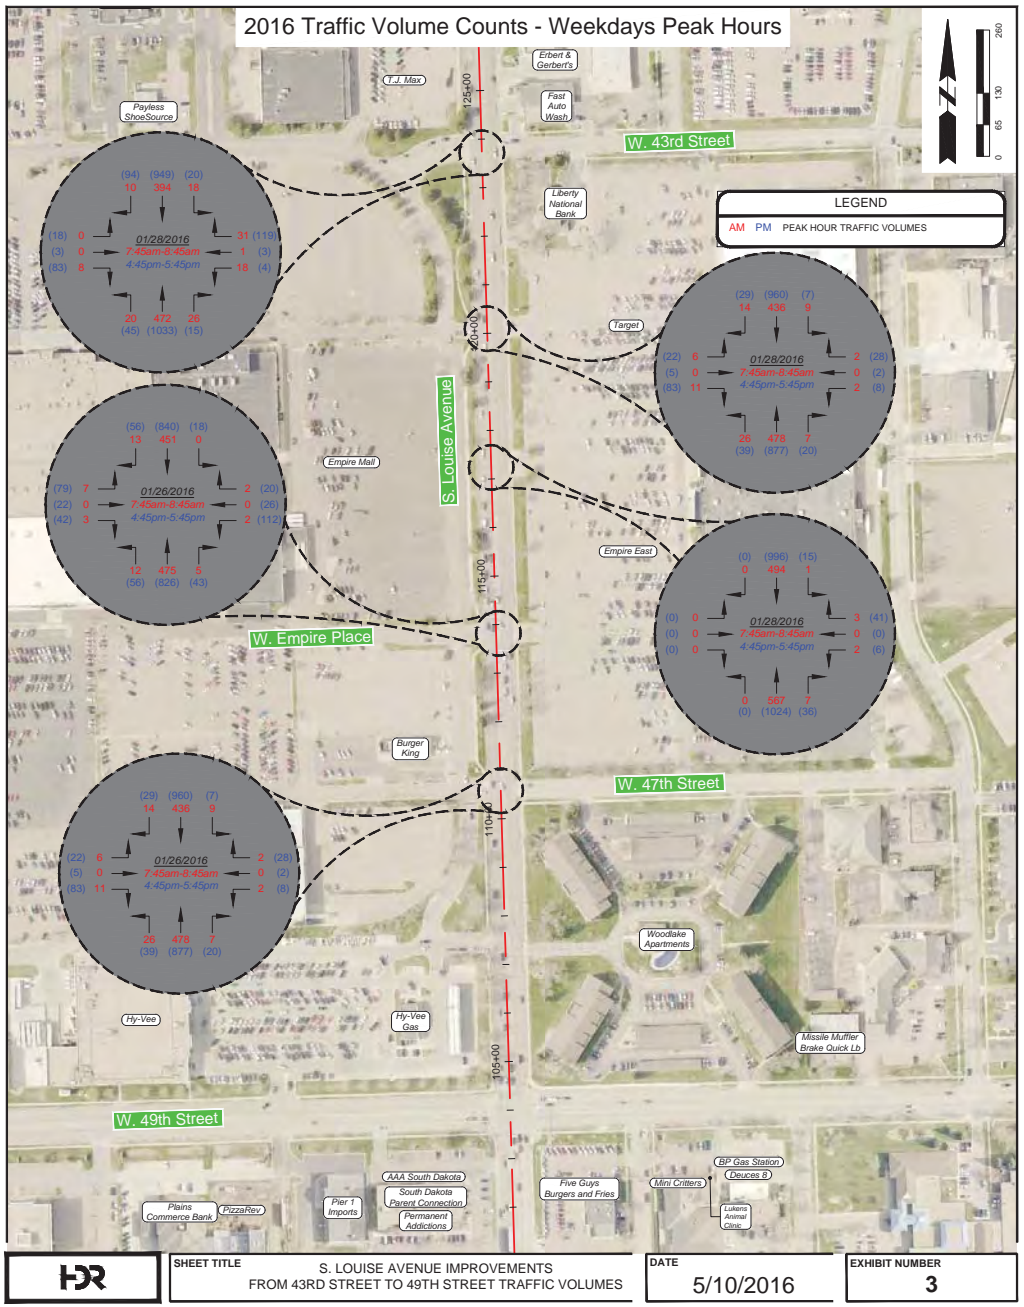 2016 Traffic Volume Counts - Weekdays Peak Hours
260
130
65
0
N
LEGEND
AM PM PEAK HOUR TRAFFIC VOLUMES
Erbert &
Gerbert's
T.J. Max
Fast
Auto
Wash
Payless
ShoeSource
125+00
W. 43rd Street
Liberty
National
Bank
(94) (949) (20)
10 394 18
(18) 0
31 (119)
01/28/2016
(3) 0
7:45am-8:45am
1 (3)
(83) 8
4:45pm-5:45pm
18 (4)
20 472 26
(45) (1033) (15)
120+00
Target
(29) (960) (7)
14 436 9
(22) 6
2 (28)
01/28/2016
(5) 0
7:45am-8:45am
0 (2)
(83) 11
4:45pm-5:45pm
2 (8)
26 478 7
(39) (877) (20)
S. Louise Avenue
Empire Mall
(56) (840) (18)
13 451 0
(79) 7
2 (20)
01/26/2016
(22) 0
7:45am-8:45am
0 (26)
(42) 3
4:45pm-5:45pm
2 (112)
12 475 5
(56) (826) (43)
Empire East
115+00
(0) (996) (15)
0 494 1
(0) 0
3 (41)
01/28/2016
(0) 0
7:45am-8:45am
0 (0)
(0) 0
4:45pm-5:45pm
2 (6)
0 567 7
(0) (1024) (36)
W. Empire Place
Burger
King
W. 47th Street
110+00
(29) (960) (7)
14 436 9
(22) 6
2 (28)
01/26/2016
(5) 0
7:45am-8:45am
0 (2)
(83) 11
4:45pm-5:45pm
2 (8)
26 478 7
(39) (877) (20)
Woodlake
Apartments
Hy-Vee
Hy-Vee
Gas
Missile Muffler
Brake Quick Lb
105+00
W. 49th Street
AAA South Dakota
South Dakota
Parent Connection
Permanent
Addictions
Plains
Commerce Bank
PizzaRev
Pier 1
Imports
Five Guys
Burgers and Fries
BP Gas Station
Deuces 8
Mini Critters
Lukens
Animal
Clinic
HDR
SHEET TITLE
S. LOUISE AVENUE IMPROVEMENTS
FROM 43RD STREET TO 49TH STREET TRAFFIC VOLUMES
DATE
5/10/2016
EXHIBIT NUMBER
3